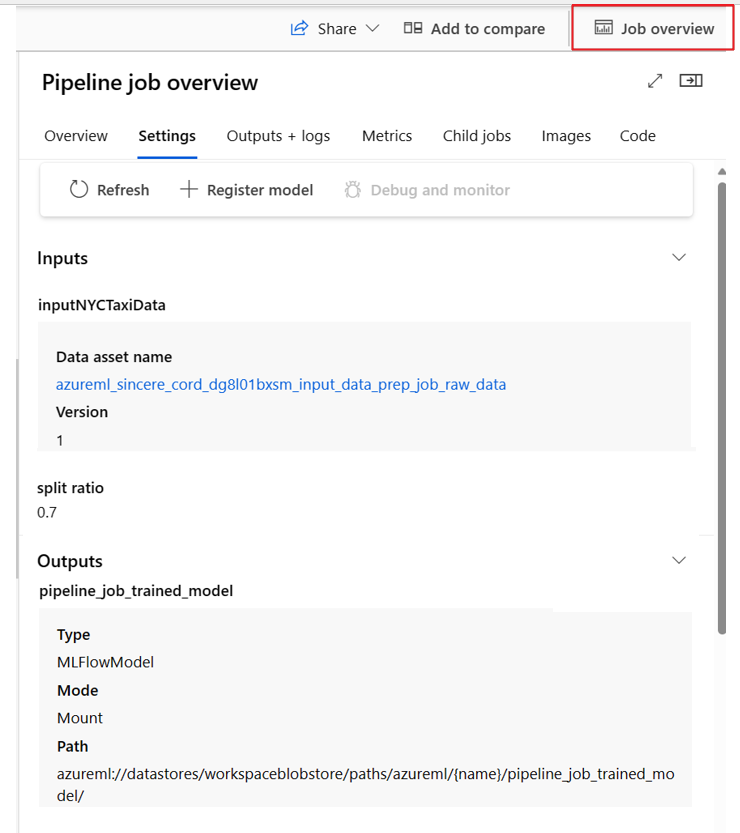 Share
Add to compare
Job overview
Pipeline job overview
Overview
Settings
Outputs + logs
Metrics
Child jobs
Images
Code
Refresh
Register model
Debug and monitor
Inputs
inputNYCTaxiData
Data asset name
azureml_sincere_cord_dg8l01bxsm_input_data_prep_job_raw_data
Version
1
split ratio
0.7
Outputs
pipeline_job_trained_model
Type
MLFlowModel
Mode
Mount
Path
azureml://datastores/workspaceblobstore/paths/azureml/{name}/pipeline_job_trained_mo
del/